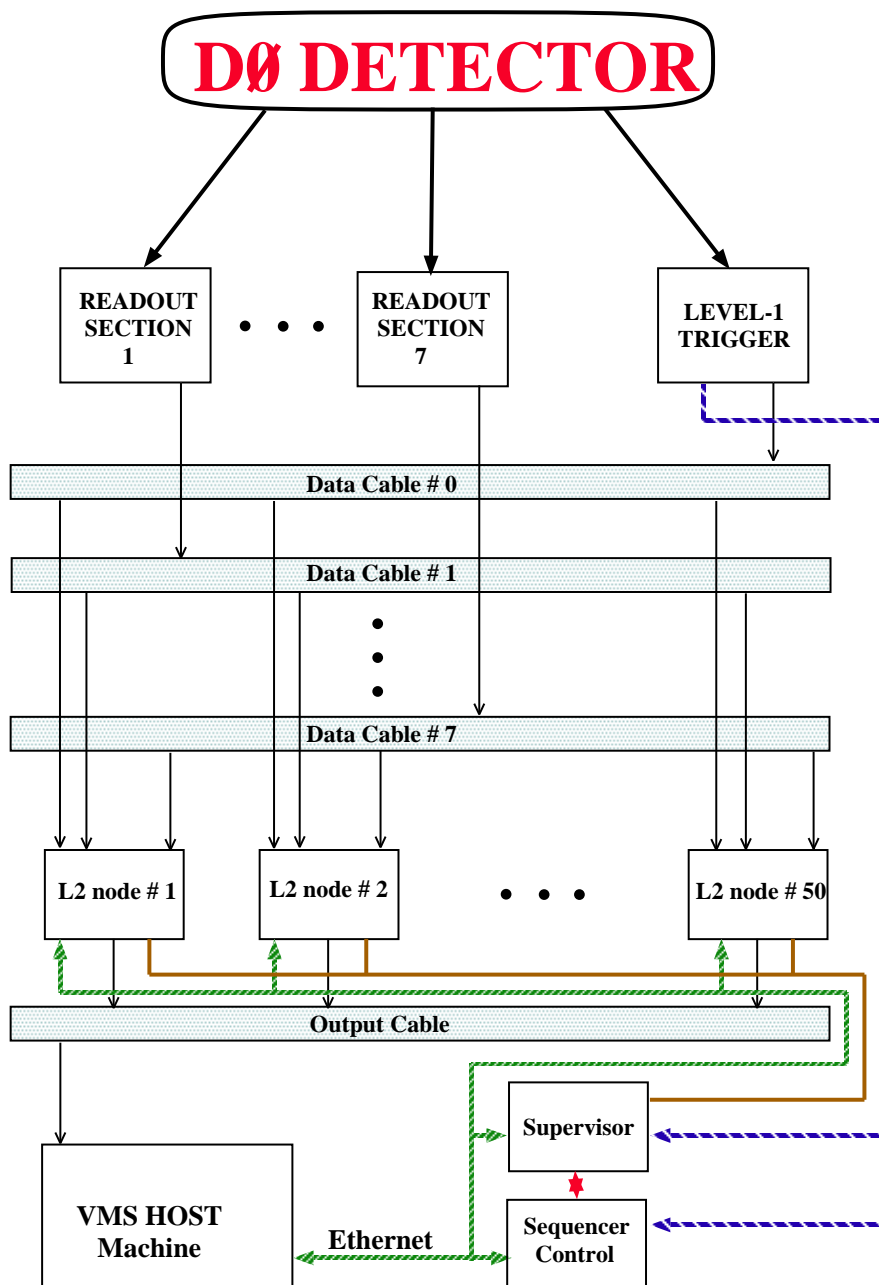 DØ DETECTOR
READOUT
SECTION
1
READOUT
SECTION
7
LEVEL-1
TRIGGER
Data Cable # 0
Data Cable # 1
Data Cable # 7
L2 node # 1
L2 node # 2
L2 node # 50
Output Cable
Supervisor
VMS HOST
Machine
Ethernet
Sequencer
Control